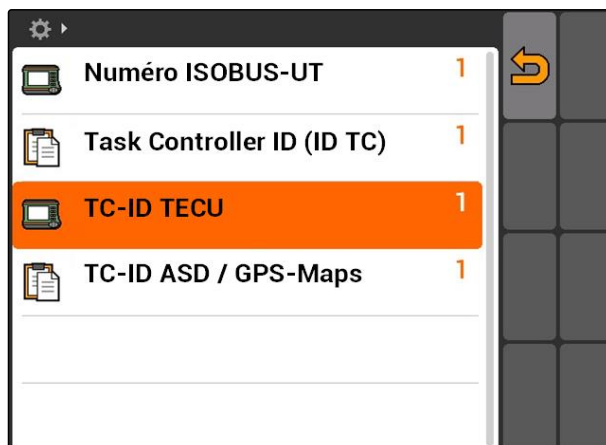 Numéro ISOBUS-UT 1
Task Controller ID (ID TC) 1
TC-ID TECU 1
TC-ID ASD / GPS-Maps 1